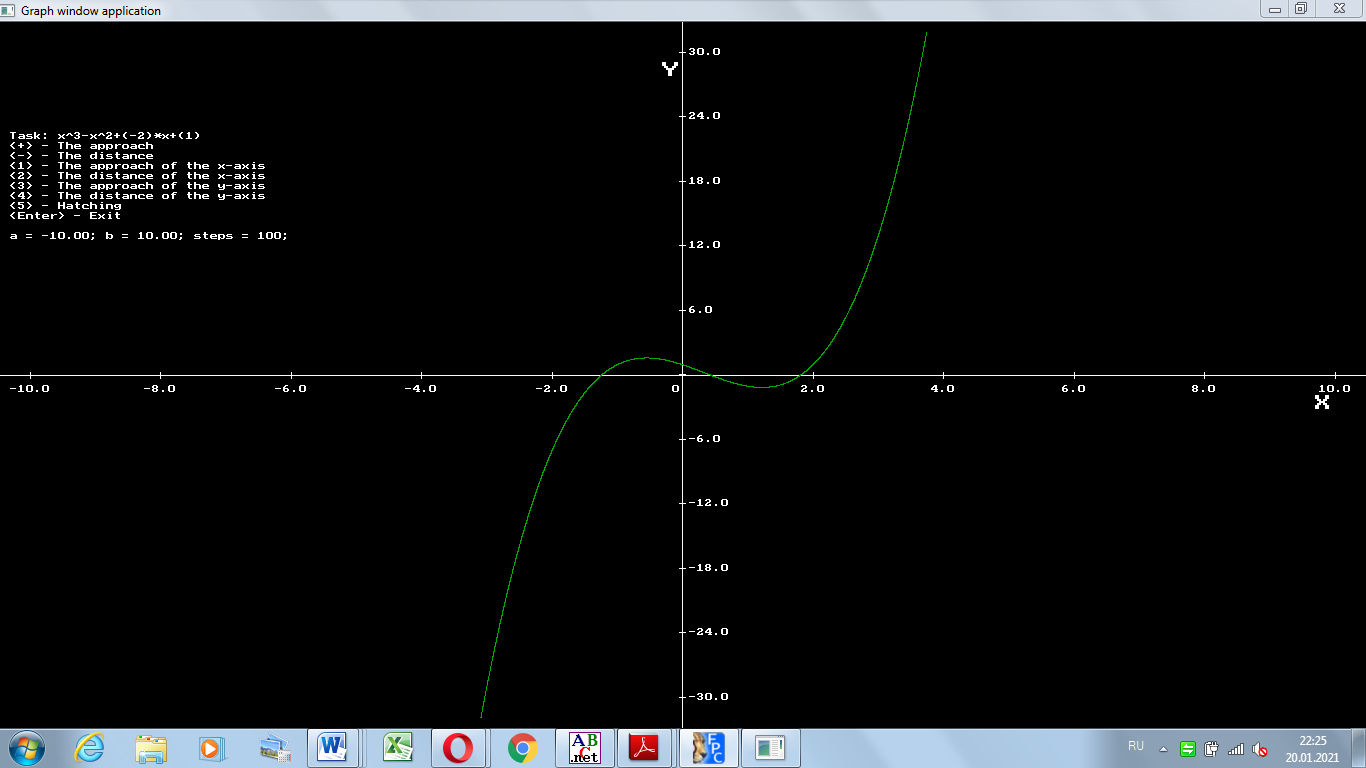 Graph window application
30.0
Y
24.0
Task: x^3-x^2+(-2)*x+(1)
(+) - The approach
(-) - The distance
(1) - The approach of the x-axis
(2) - The distance of the x-axis
(3) - The approach of the y-axis
(4) - The distance of the y-axis
(5) - Hatching
(Enter) - Exit
18.0
a = -10.00; b = 10.00; steps = 100;
12.0
6.0
-10.0 -8.0 -6.0 -4.0 -2.0 0 2.0 4.0 6.0 8.0 10.0
X
-6.0
-12.0
-18.0
-24.0
-30.0
AB
C
.net
FPC
RU
22:25
20.01.2021